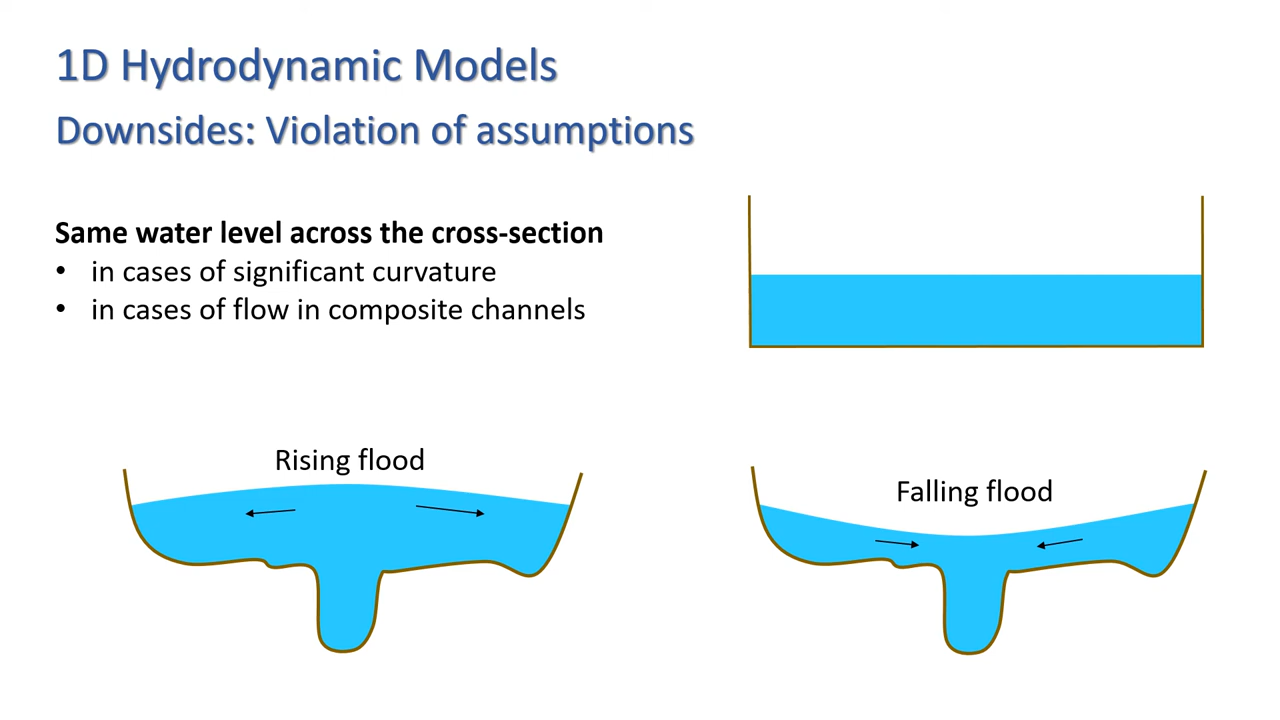 1D Hydrodynamic Models
Downsides: Violation of assumptions
Same water level across the cross-section
• in cases of significant curvature
• in cases of flow in composite channels
Rising flood
Falling flood